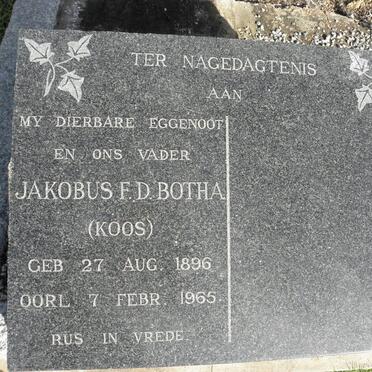 TER NAGEDAGTENIS
AAN
MY DIERBARE EGGENOOT
EN ONS VADER
JAKOBUS F.D. BOTHA
(KOOS)
GEB 27 AUG. 1896
OORL 7 FEBR. 1965
RUS IN VREDE.